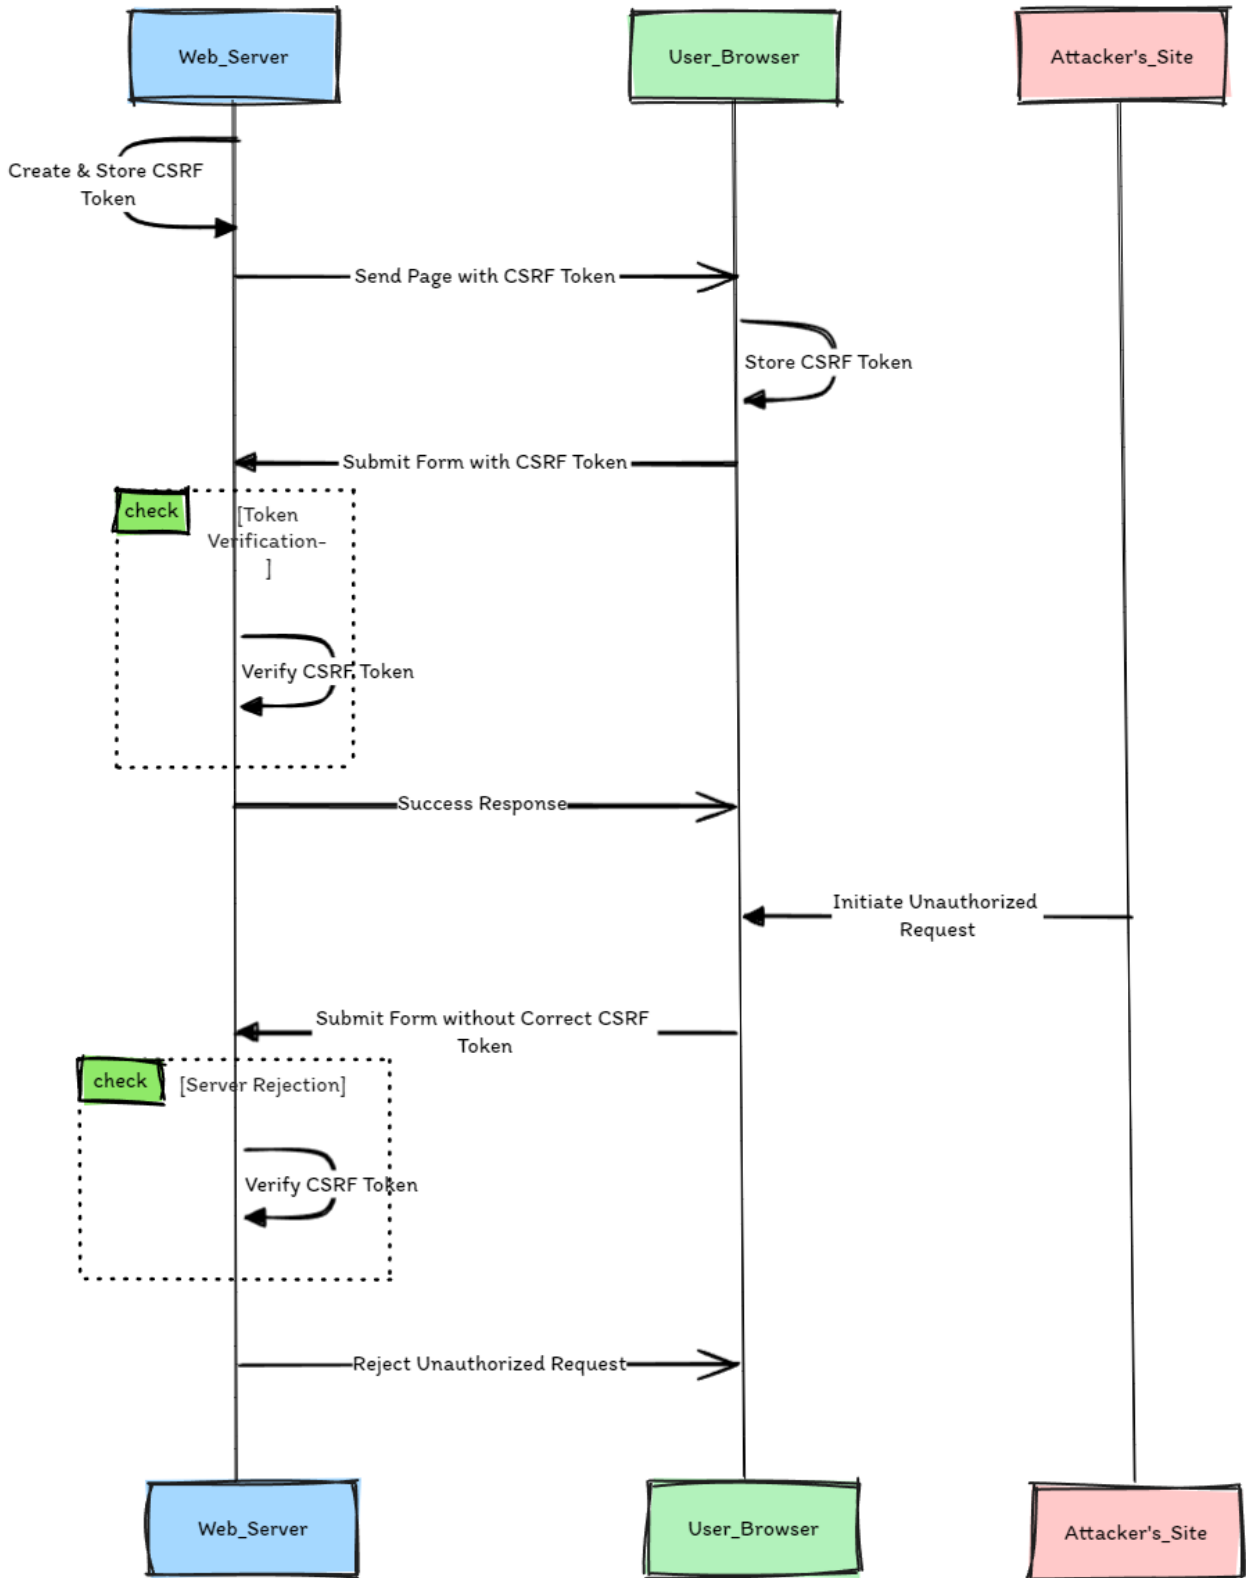 Web_Server
User_Browser
Attacker's_Site
Create & Store CSRF
Token
Send Page with CSRF Token
Store CSRF Token
Submit Form with CSRF Token
check
[Token
Verification-
]
Verify CSRF Token
Success Response
Initiate Unauthorized
Request
Submit Form without Correct CSRF
Token
check
[Server Rejection]
Verify CSRF Token
Reject Unauthorized Request
Web_Server
User_Browser
Attacker's_Site